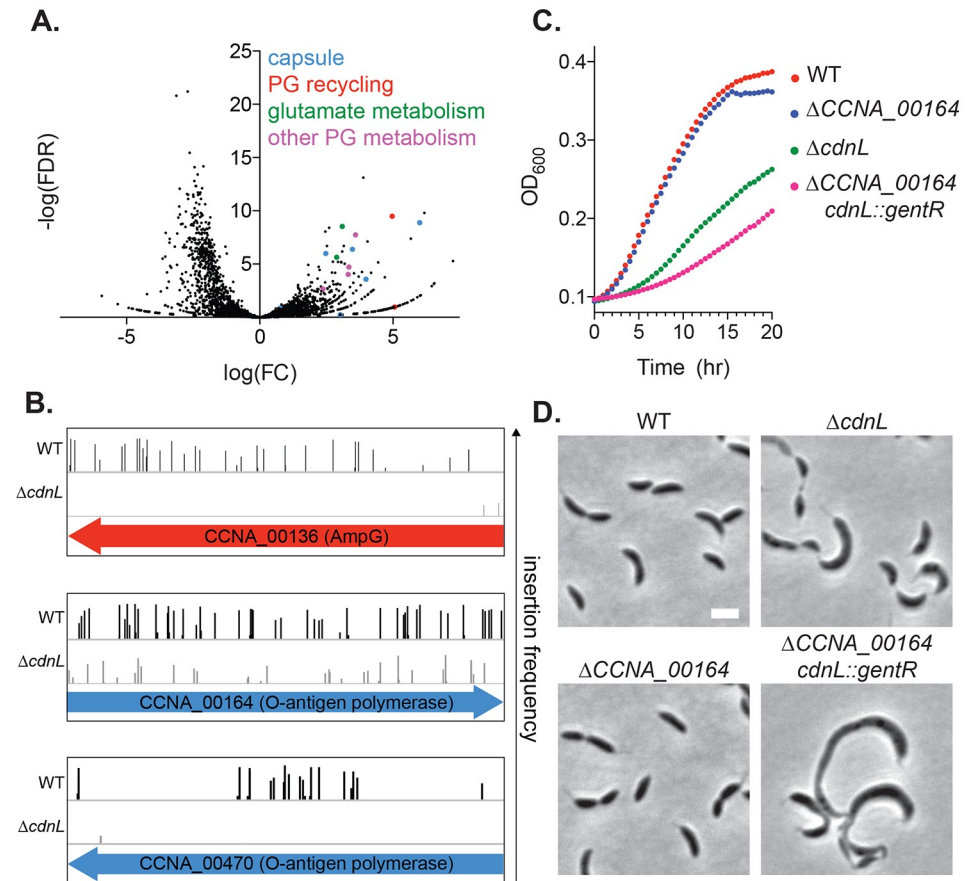 A.
25
20
15
10
5
-log(FDR)
capsule
PG recycling
glutamate metabolism
other PG metabolism
-5
0
5
log(FC)
C.
0.4
0.3
0.2
0.1
OD600
0
5
10
15
20
Time (hr)
WT
ΔCCNA_00164
ΔcdnL
ΔCCNA_00164
cdnL::gentR
B.
WT
ΔcdnL
CCNA_00136 (AmpG)
WT
ΔcdnL
CCNA_00164 (O-antigen polymerase)
WT
ΔcdnL
CCNA_00470 (O-antigen polymerase)
insertion frequency
D.
WT
ΔcdnL
ΔCCNA_00164
ΔCCNA_00164
cdnL::gentR